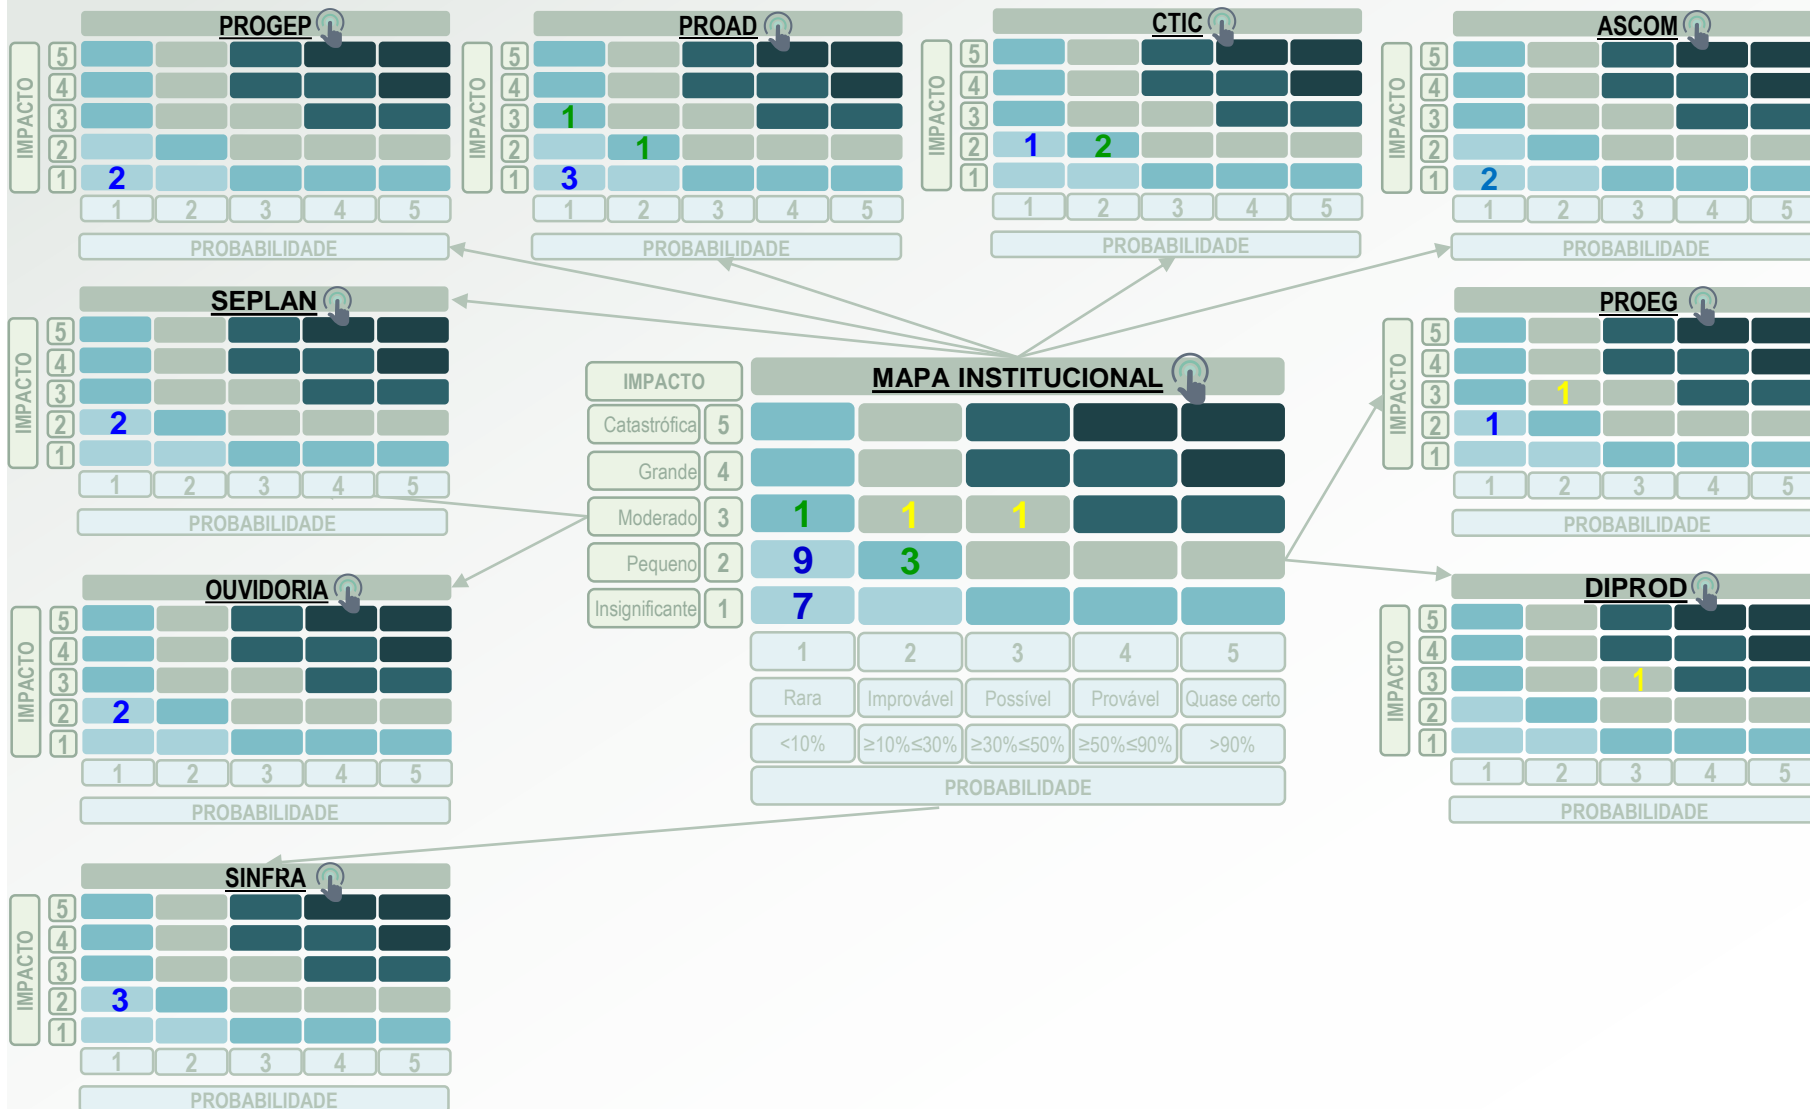 PROGEP
IMPACTO
5
4
3
2
1
2
1 2 3 4 5
PROBABILIDADE
PROAD
IMPACTO
5
4
3 1
2 1
1 3
1 2 3 4 5
PROBABILIDADE
CTIC
IMPACTO
5
4
3
2 1 2
1
1 2 3 4 5
PROBABILIDADE
ASCOM
IMPACTO
5
4
3
2
1 2
1 2 3 4 5
PROBABILIDADE
SEPLAN
IMPACTO
5
4
3
2 2
1
1 2 3 4 5
PROBABILIDADE
MAPA INSTITUCIONAL
IMPACTO
Catastrófica 5
Grande 4
Moderado 3 1 1 1
Pequeno 2 9 3
Insignificante 1 7
1 2 3 4 5
Rara Improvável Possível Provável Quase certo
<10% ≥10%≤30% ≥30%≤50% ≥50%≤90% >90%
PROBABILIDADE
PROEG
IMPACTO
5
4
3 1
2 1
1
1 2 3 4 5
PROBABILIDADE
OUVIDORIA
IMPACTO
5
4
3
2 2
1
1 2 3 4 5
PROBABILIDADE
DIPROD
IMPACTO
5
4
3 1
2
1
1 2 3 4 5
PROBABILIDADE
SINFRA
IMPACTO
5
4
3
2 3
1
1 2 3 4 5
PROBABILIDADE